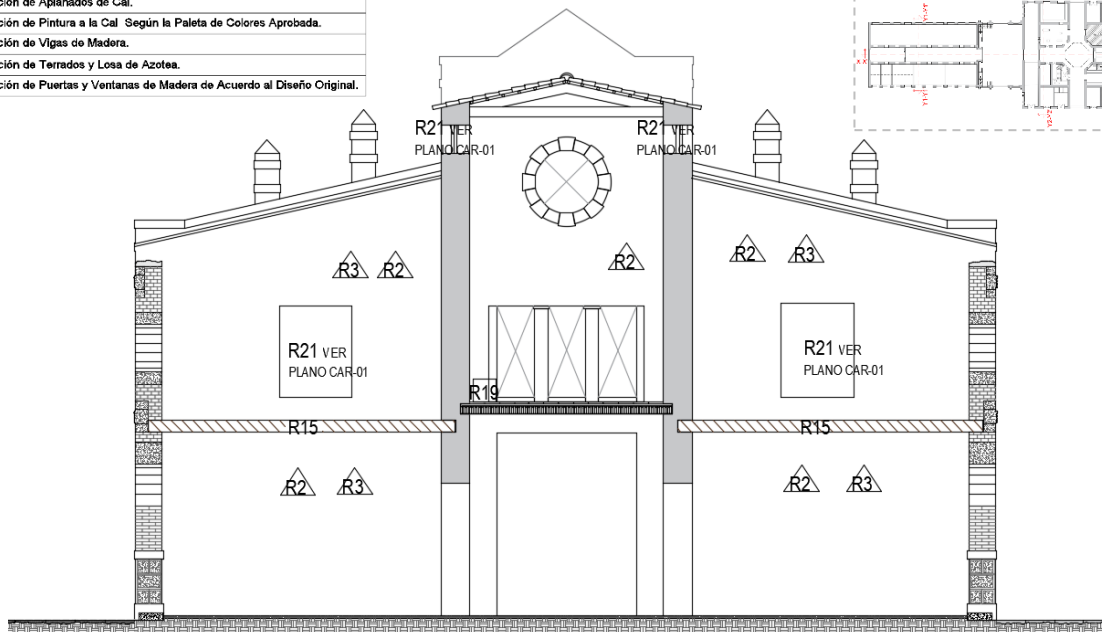 ción de Aplanados de Cal.
ción de Pintura a la Cal Según la Paleta de Colores Aprobada.
ción de Vigas de Madera.
ción de Terrados y Losa de Azotea.
ción de Puertas y Ventanas de Madera de Acuerdo al Diseño Original.
R21 VER
PLANO CAR-01
R21 VER
PLANO CAR-01
R3 R2
R2
R2 R3
R21 VER
PLANO CAR-01
R21 VER
PLANO CAR-01
R19
R15
R15
R2 R3
R2 R3